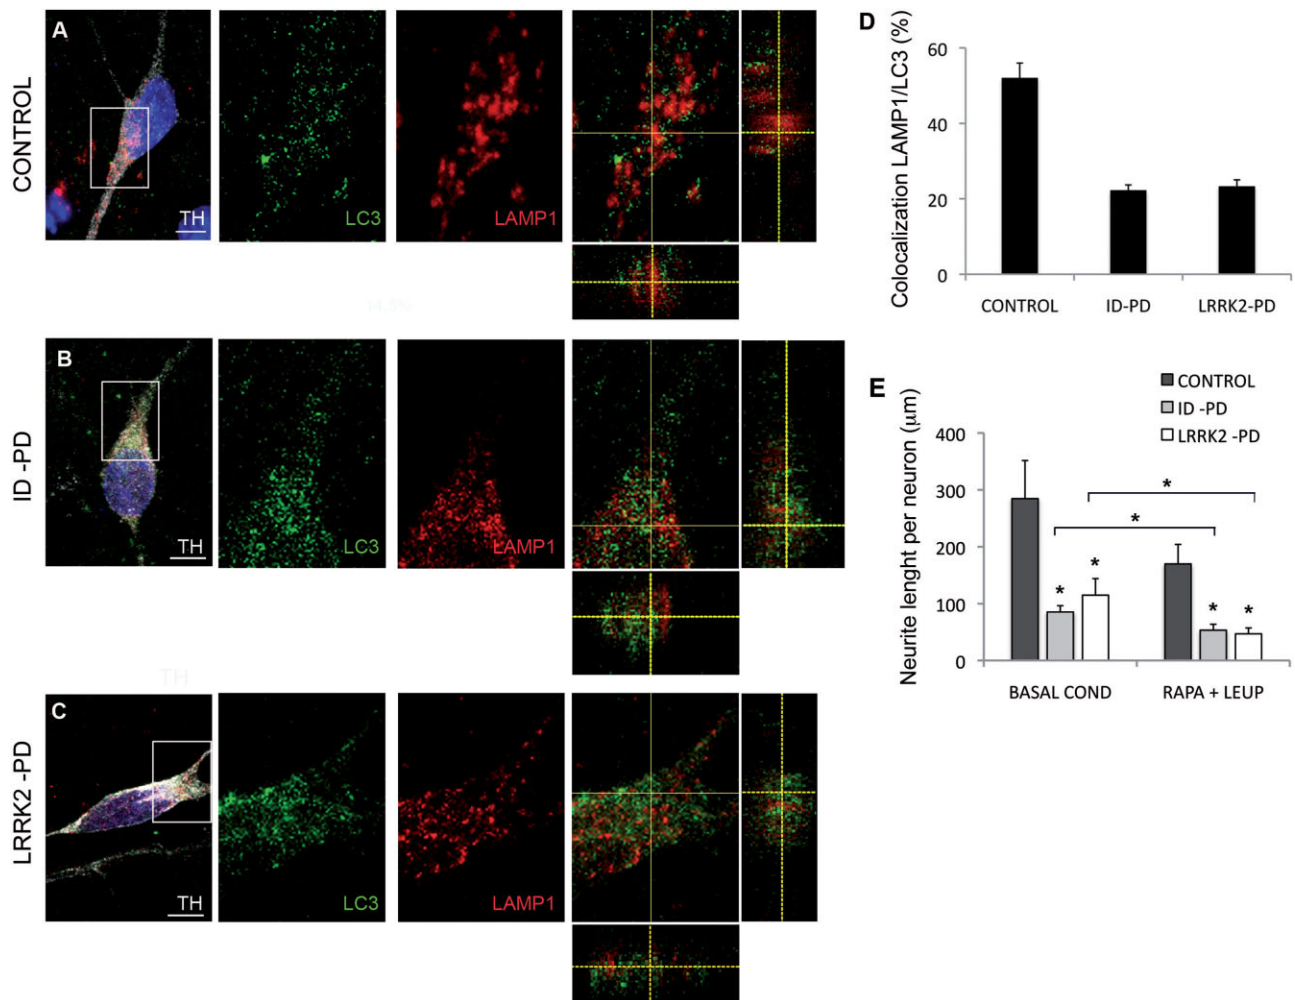 A
CONTROL
TH
LC3
LAMP1
B
ID -PD
TH
LC3
LAMP1
TH
C
LRRK2 -PD
TH
LC3
LAMP1
D
Colocalization LAMP1/LC3 (%)
60
40
20
0
CONTROL
ID-PD
LRRK2-PD
E
CONTROL
ID -PD
LRRK2 -PD
Neurite lenght per neuron (µm)
400
300
200
100
0
*
*
*
*
*
*
BASAL COND
RAPA + LEUP